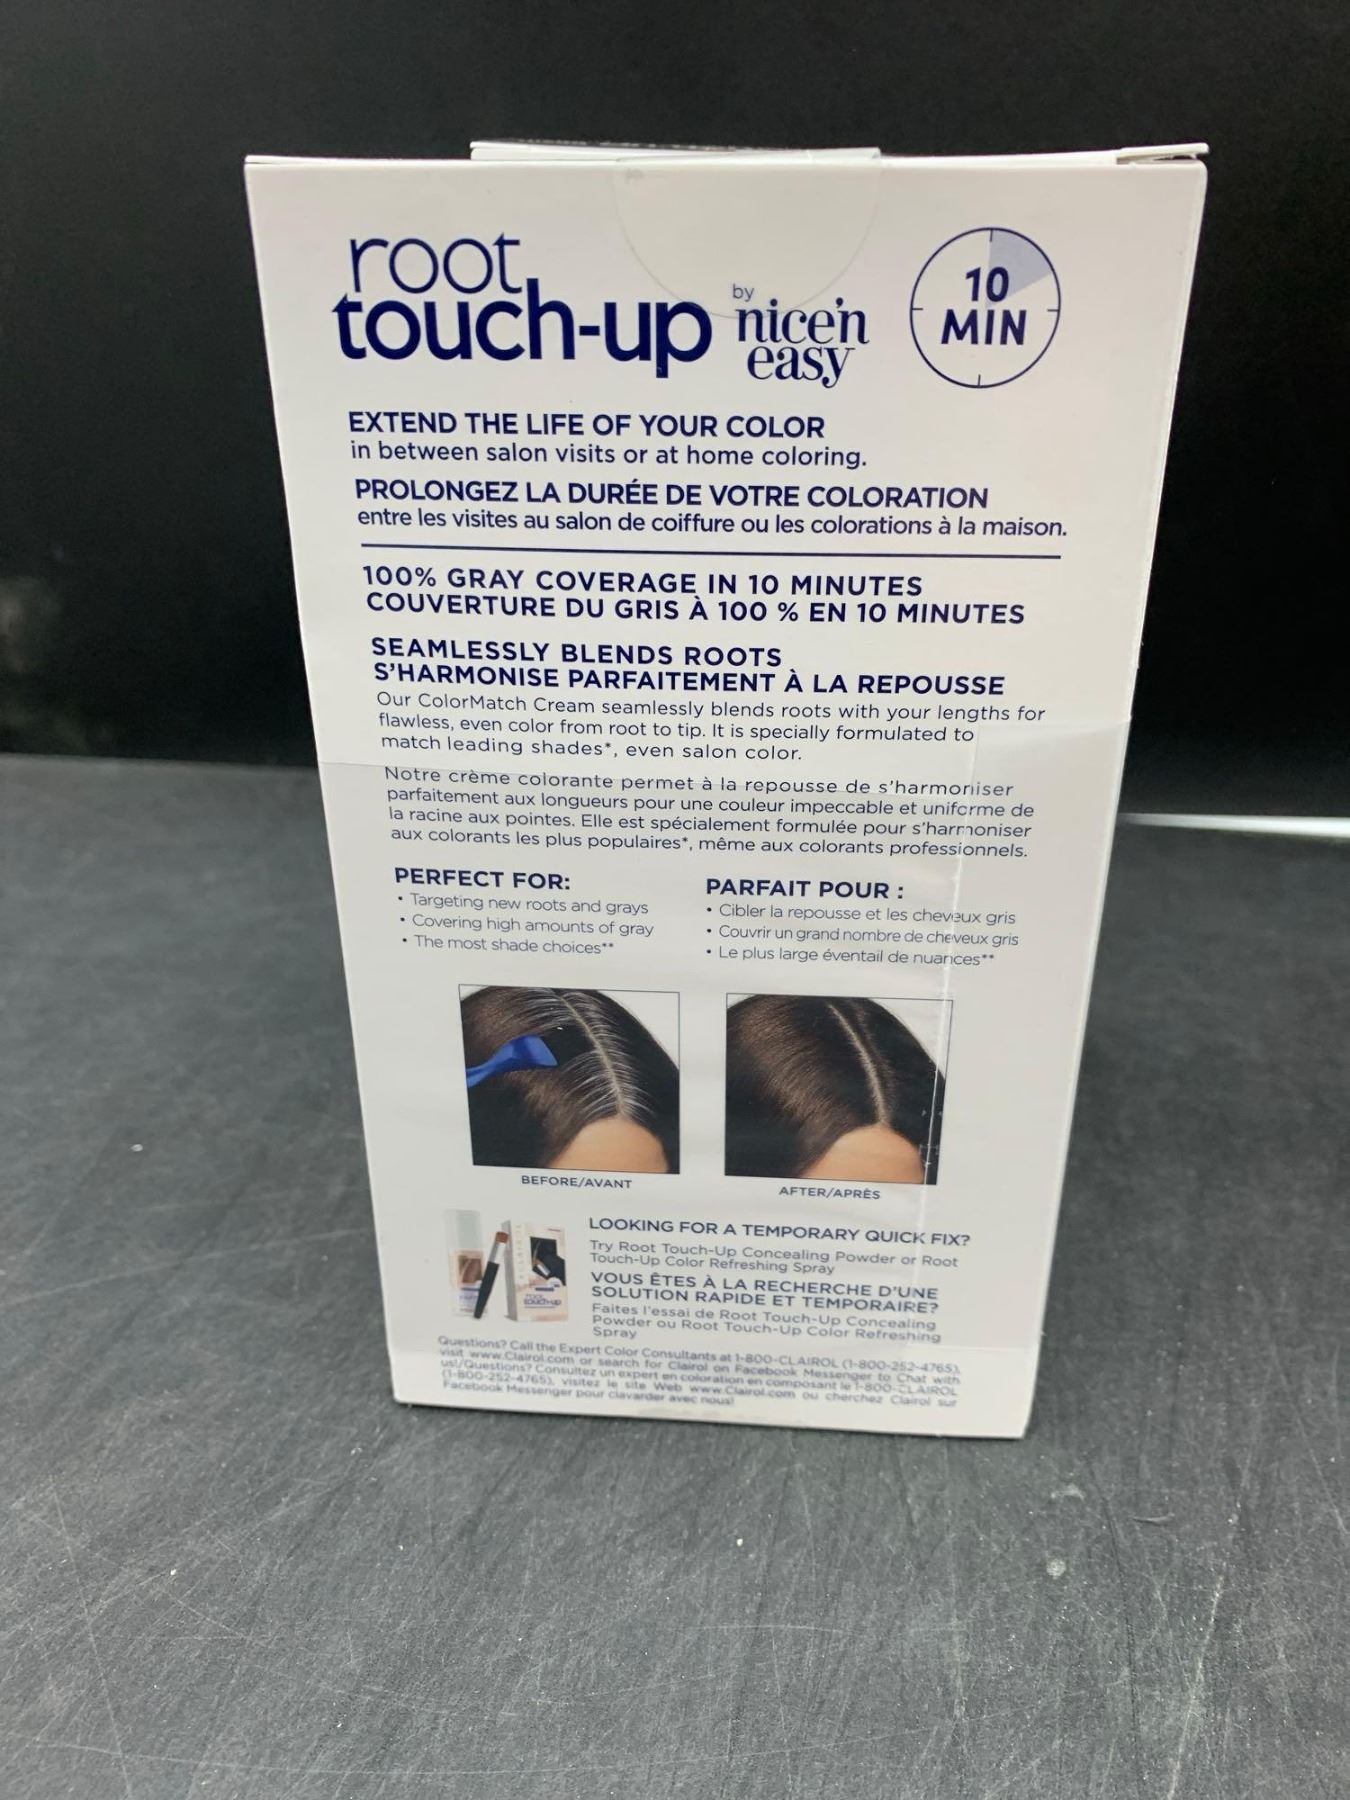 root
touch-up
by
nice'n
easy
10
MIN
EXTEND THE LIFE OF YOUR COLOR
in between salon visits or at home coloring.
PROLONGEZ LA DURÉE DE VOTRE COLORATION
entre les visites au salon de coiffure ou les colorations à la maison.
100% GRAY COVERAGE IN 10 MINUTES
COUVERTURE DU GRIS À 100 % EN 10 MINUTES
SEAMLESSLY BLENDS ROOTS
S'HARMONISE PARFAITEMENT À LA REPOUSSE
Our ColorMatch Cream seamlessly blends roots with your lengths for
flawless, even color from root to tip. It is specially formulated to
match leading shades*, even salon color.
Notre crème colorante permet à la repousse de s'harmoniser
parfaitement aux longueurs pour une couleur impeccable et uniforme de
la racine aux pointes. Elle est spécialement formulée pour s'harmoniser
aux colorants les plus populaires*, même aux colorants professionnels.
PERFECT FOR:
• Targeting new roots and grays
• Covering high amounts of gray
• The most shade choices**
PARFAIT POUR :
• Cibler la repousse et les cheveux gris
• Couvrir un grand nombre de cheveux gris
• Le plus large éventail de nuances**
BEFORE/AVANT
AFTER/APRÈS
root
touch-up
LOOKING FOR A TEMPORARY QUICK FIX?
Try Root Touch-Up Concealing Powder or Root
Touch-Up Color Refreshing Spray
VOUS ÊTES À LA RECHERCHE D'UNE
SOLUTION RAPIDE ET TEMPORAIRE?
Faites l'essai de Root Touch-Up Concealing
Powder ou Root Touch-Up Color Refreshing
Spray
Questions? Call the Expert Color Consultants at 1-800-CLAIROL (1-800-252-4765),
visit www.Clairol.com or search for Clairol on Facebook Messenger to Chat with
us!/Questions? Consultez un expert en coloration en composant le 1-800-CLAIROL
(1-800-252-4765), visitez le site Web www.Clairol.com ou cherchez Clairol sur
Facebook Messenger pour clavarder avec nous!